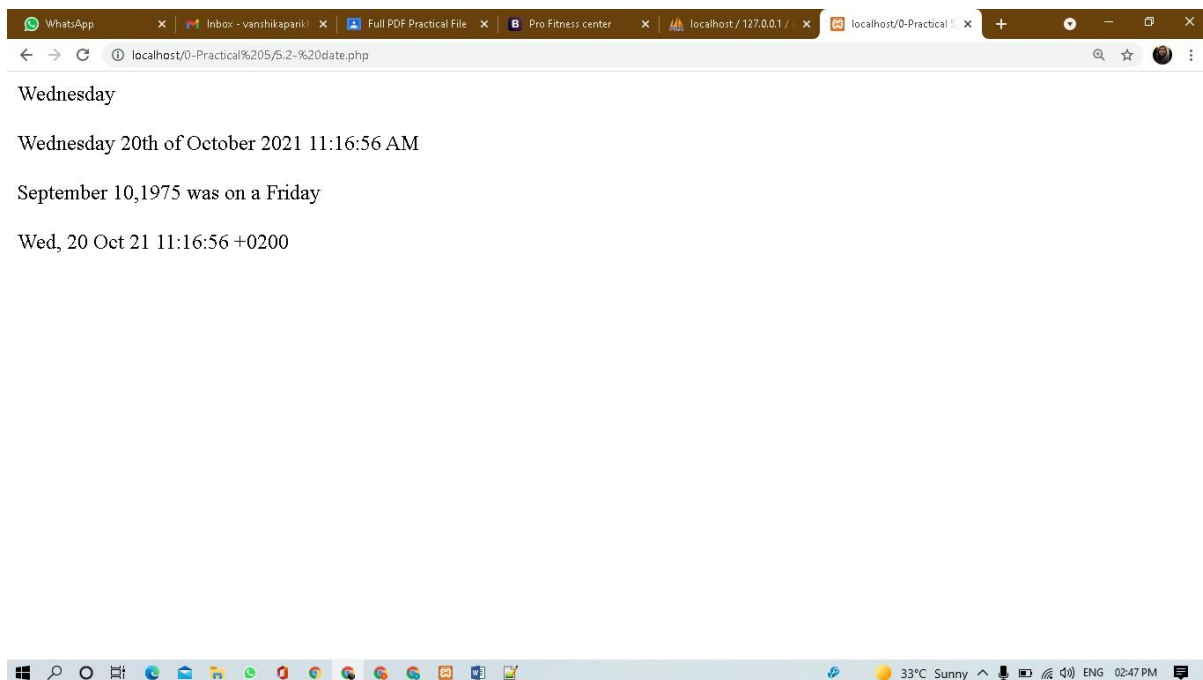 WhatsApp
Inbox - vanshikaparikh
Full PDF Practical File
Pro Fitness center
localhost / 127.0.0.1 /
localhost/0-Practical 5
localhost/0-Practical%205/5.2-%20date.php
Wednesday
Wednesday 20th of October 2021 11:16:56 AM
September 10,1975 was on a Friday
Wed, 20 Oct 21 11:16:56 +0200
33°C Sunny
ENG
02:47 PM